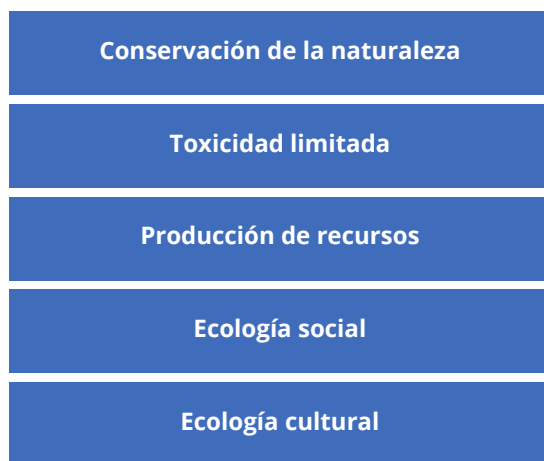 Conservación de la naturaleza
Toxicidad limitada
Producción de recursos
Ecología social
Ecología cultural